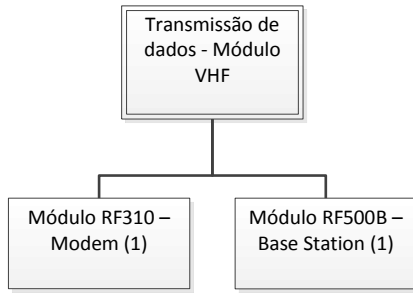 Transmissão de
dados - Módulo
VHF
Módulo RF310 –
Modem (1)
Módulo RF500B –
Base Station (1)